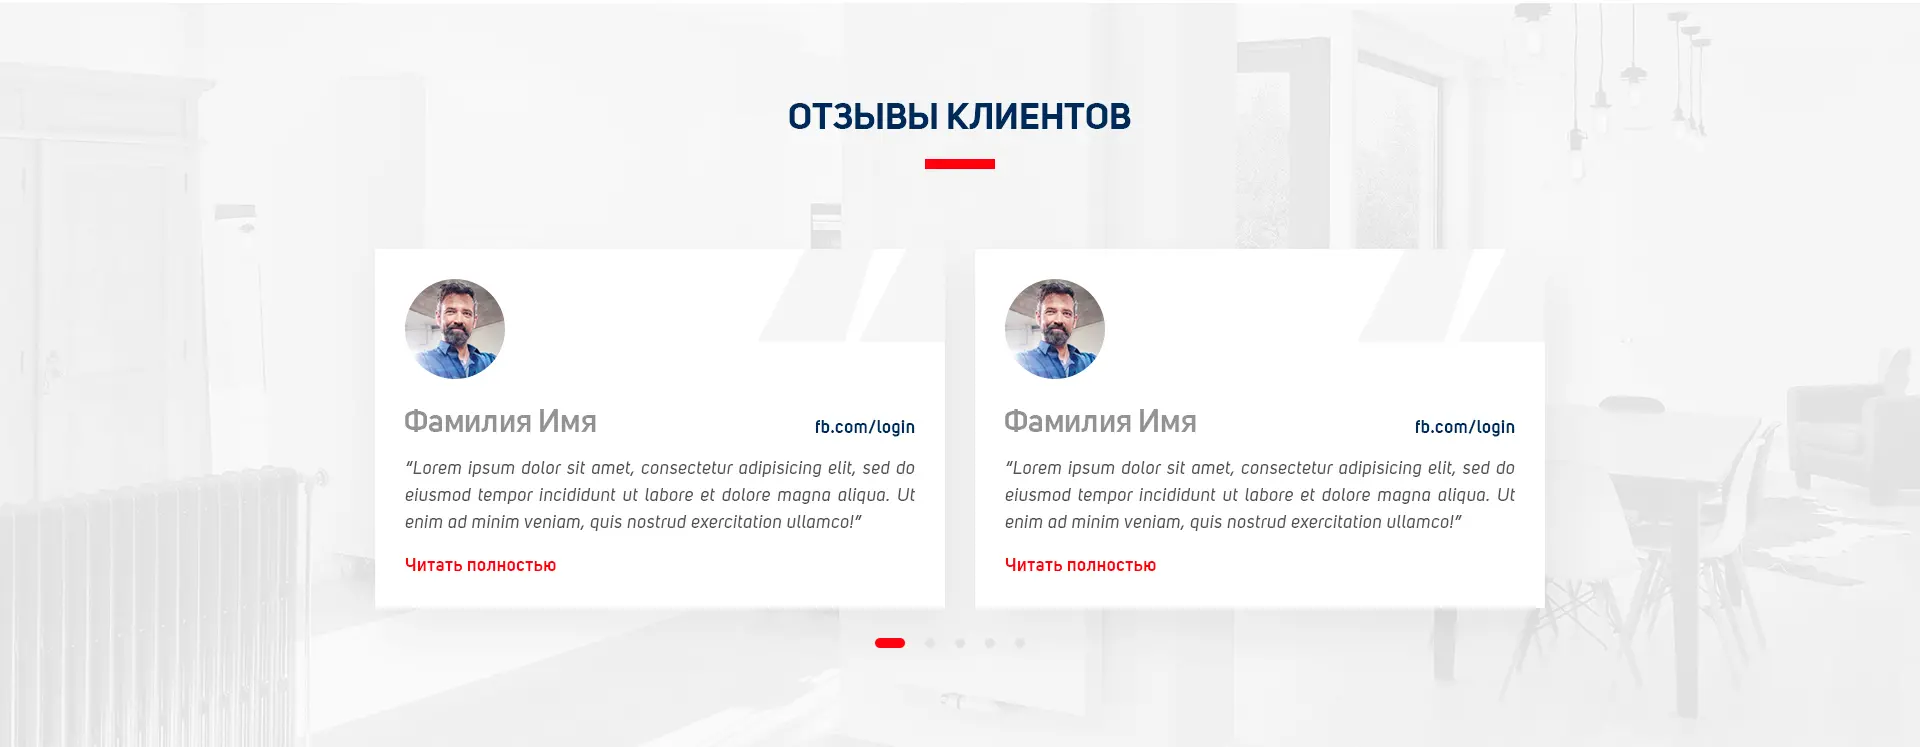 ОТЗЫВЫ КЛИЕНТОВ
Фамилия Имя
fb.com/login
“Lorem ipsum dolor sit amet, consectetur adipisicing elit, sed do
eiusmod tempor incididunt ut labore et dolore magna aliqua. Ut
enim ad minim veniam, quis nostrud exercitation ullamco!”
Читать полностью
Фамилия Имя
fb.com/login
“Lorem ipsum dolor sit amet, consectetur adipisicing elit, sed do
eiusmod tempor incididunt ut labore et dolore magna aliqua. Ut
enim ad minim veniam, quis nostrud exercitation ullamco!”
Читать полностью